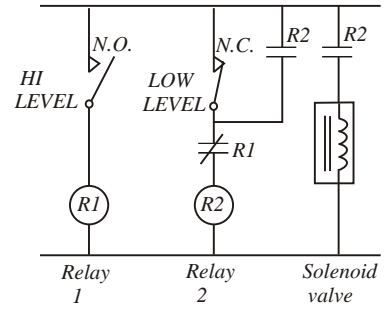 N.O.
HI
LEVEL
R1
Relay
1
N.C.
LOW
LEVEL
R1
R2
Relay
2
R2
R2
Solenoid
valve